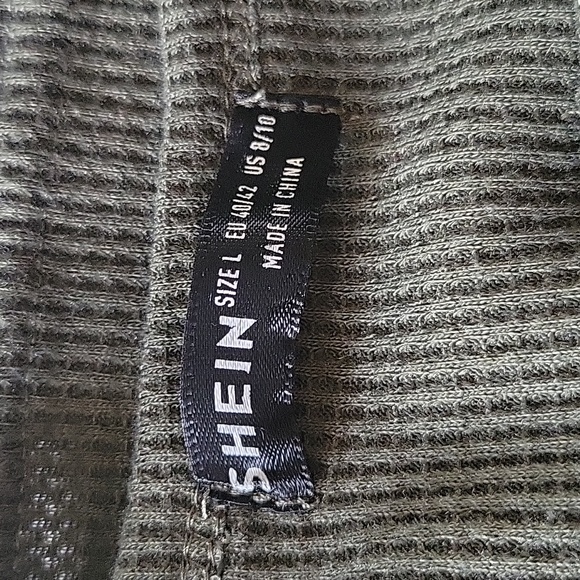 SHEIN
SIZE L EU 40/42 US 8/10
MADE IN CHINA